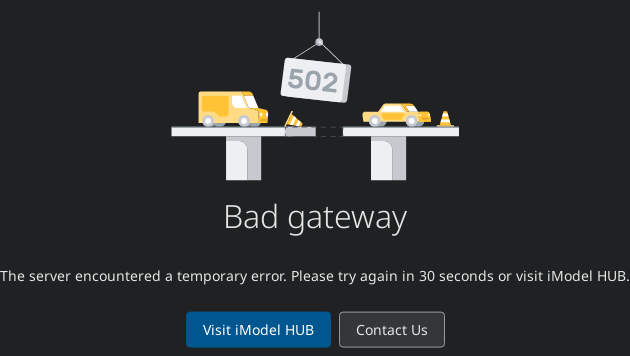 502
Bad gateway
The server encountered a temporary error. Please try again in 30 seconds or visit iModel HUB.
Visit iModel HUB
Contact Us